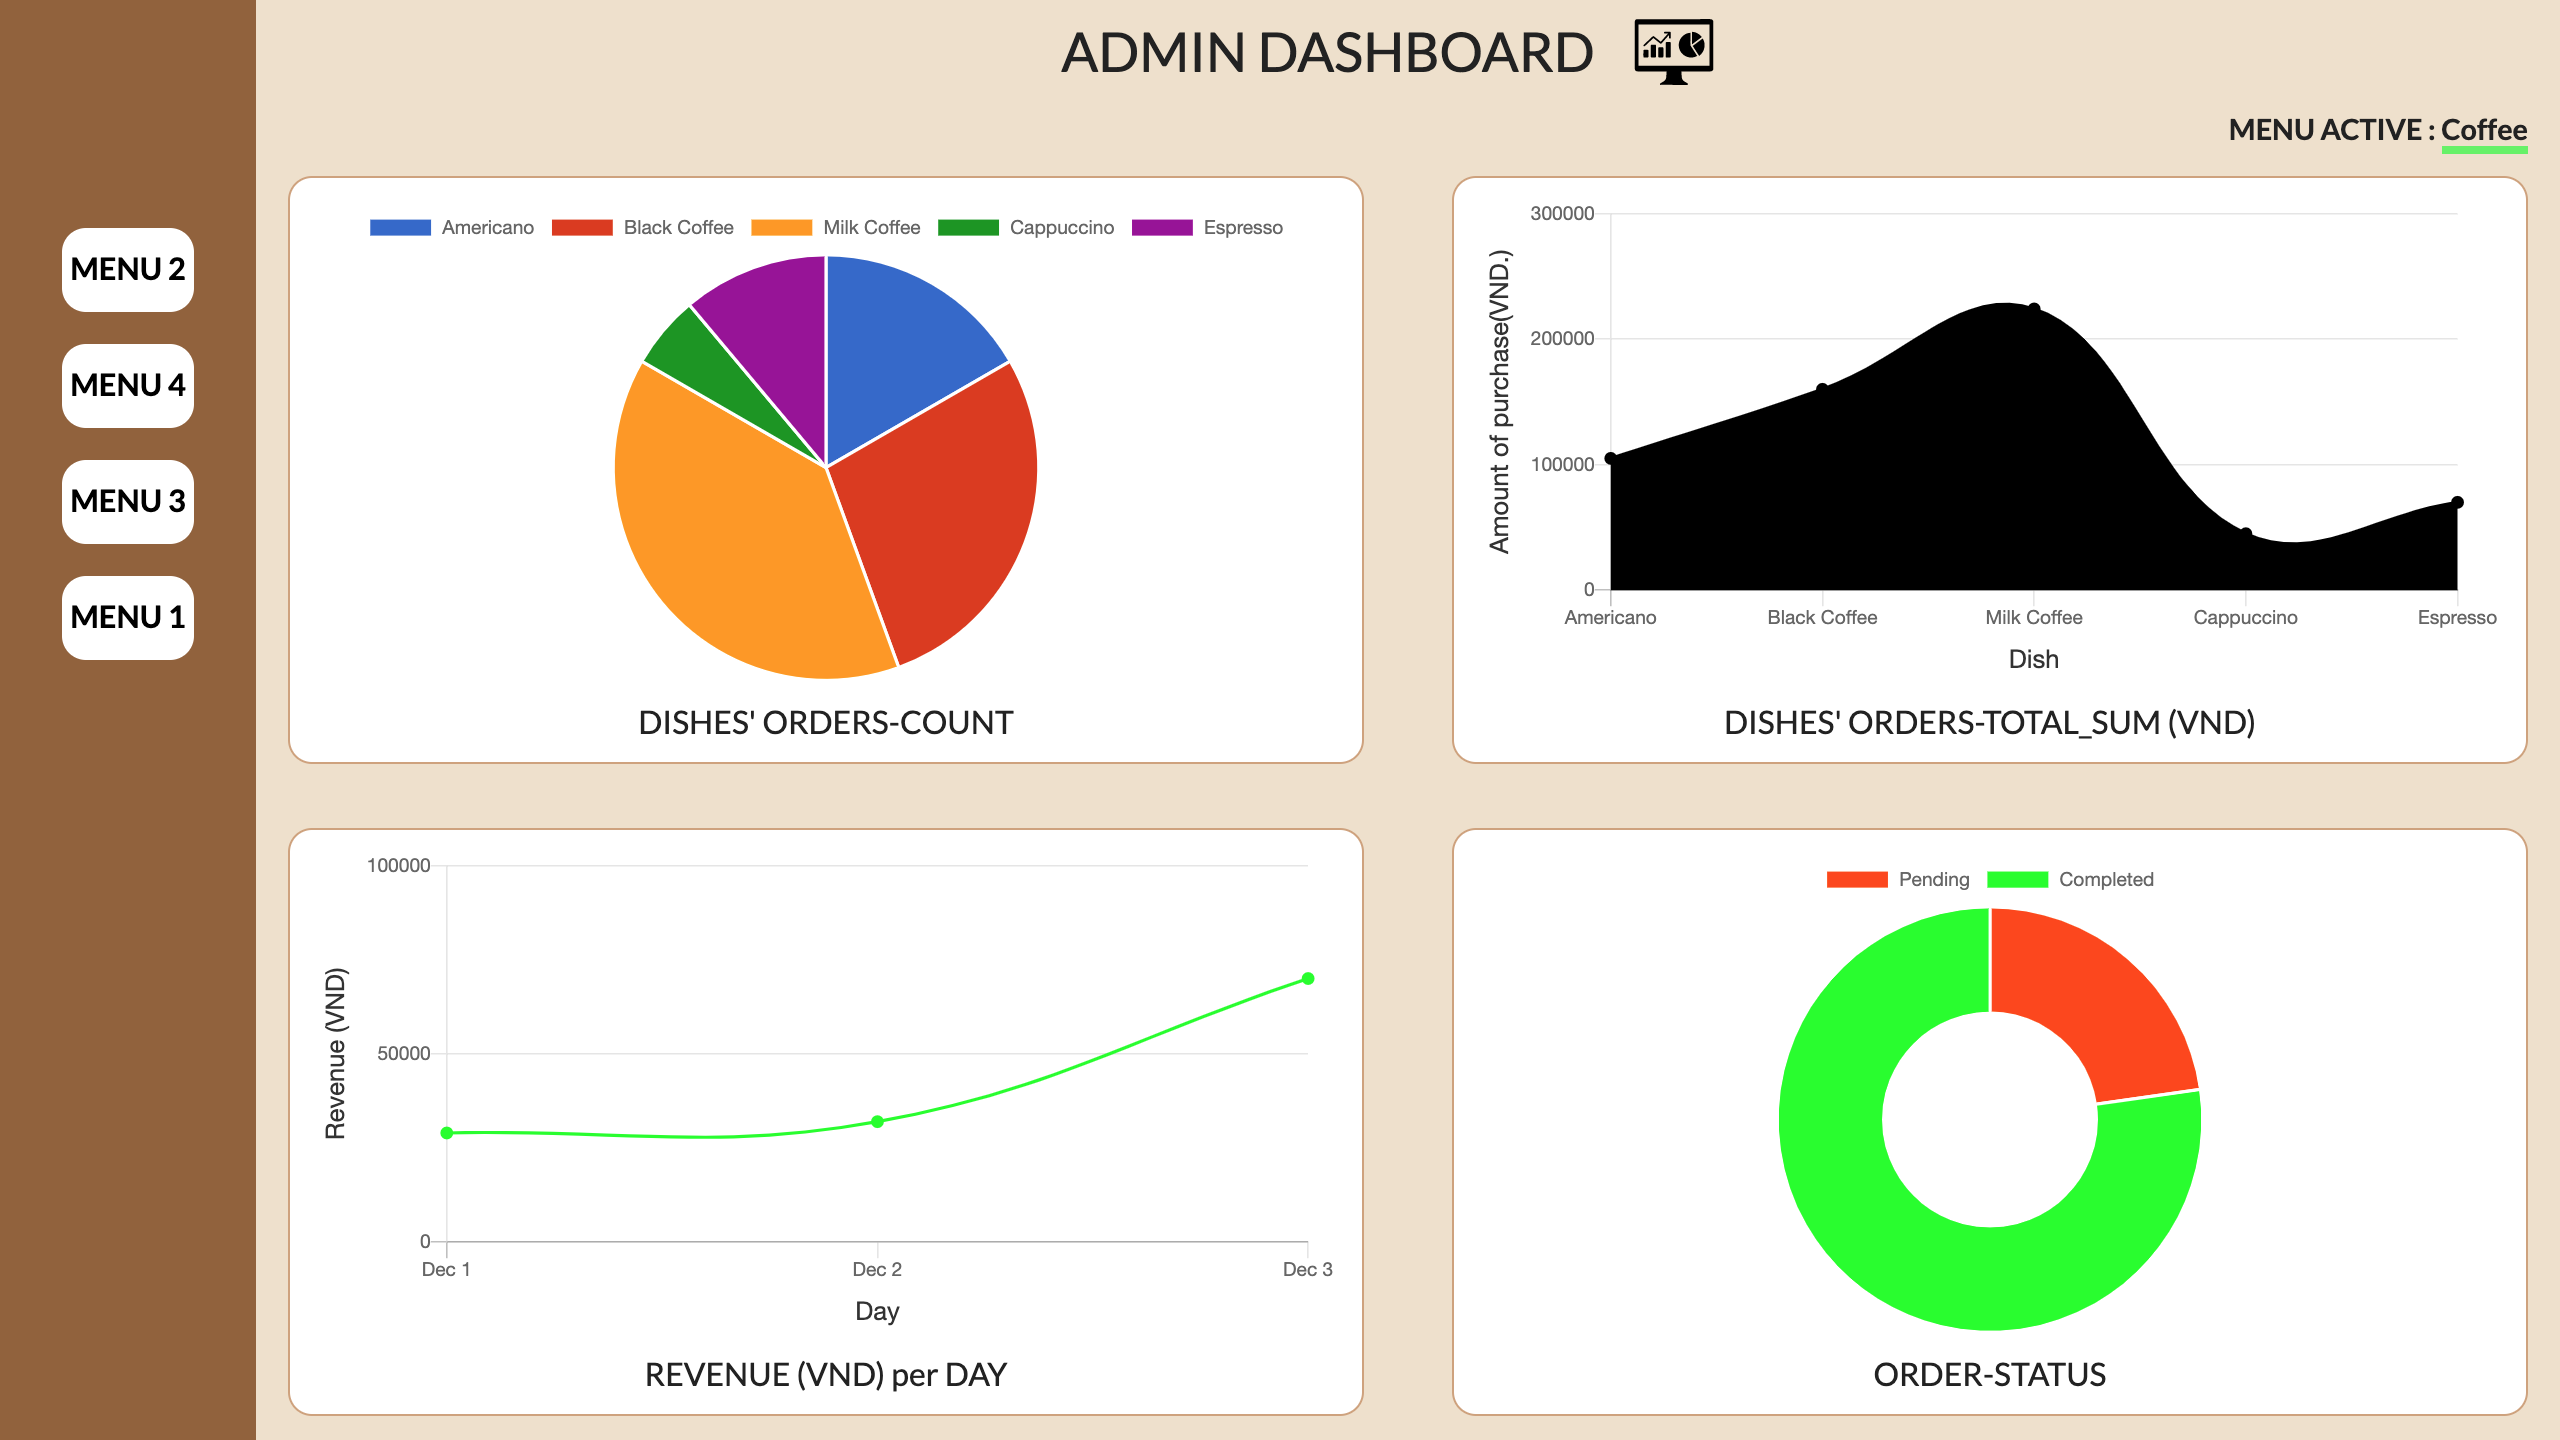 ADMIN DASHBOARD
MENU ACTIVE : Coffee
MENU 2
MENU 4
MENU 3
MENU 1
Americano Black Coffee Milk Coffee Cappuccino Espresso
DISHES' ORDERS-COUNT
300000
200000
100000
0
Amount of purchase(VND.)
Americano Black Coffee Milk Coffee Cappuccino Espresso
Dish
DISHES' ORDERS-TOTAL_SUM (VND)
100000
50000
0
Revenue (VND)
Dec 1 Dec 2 Dec 3
Day
REVENUE (VND) per DAY
Pending Completed
ORDER-STATUS